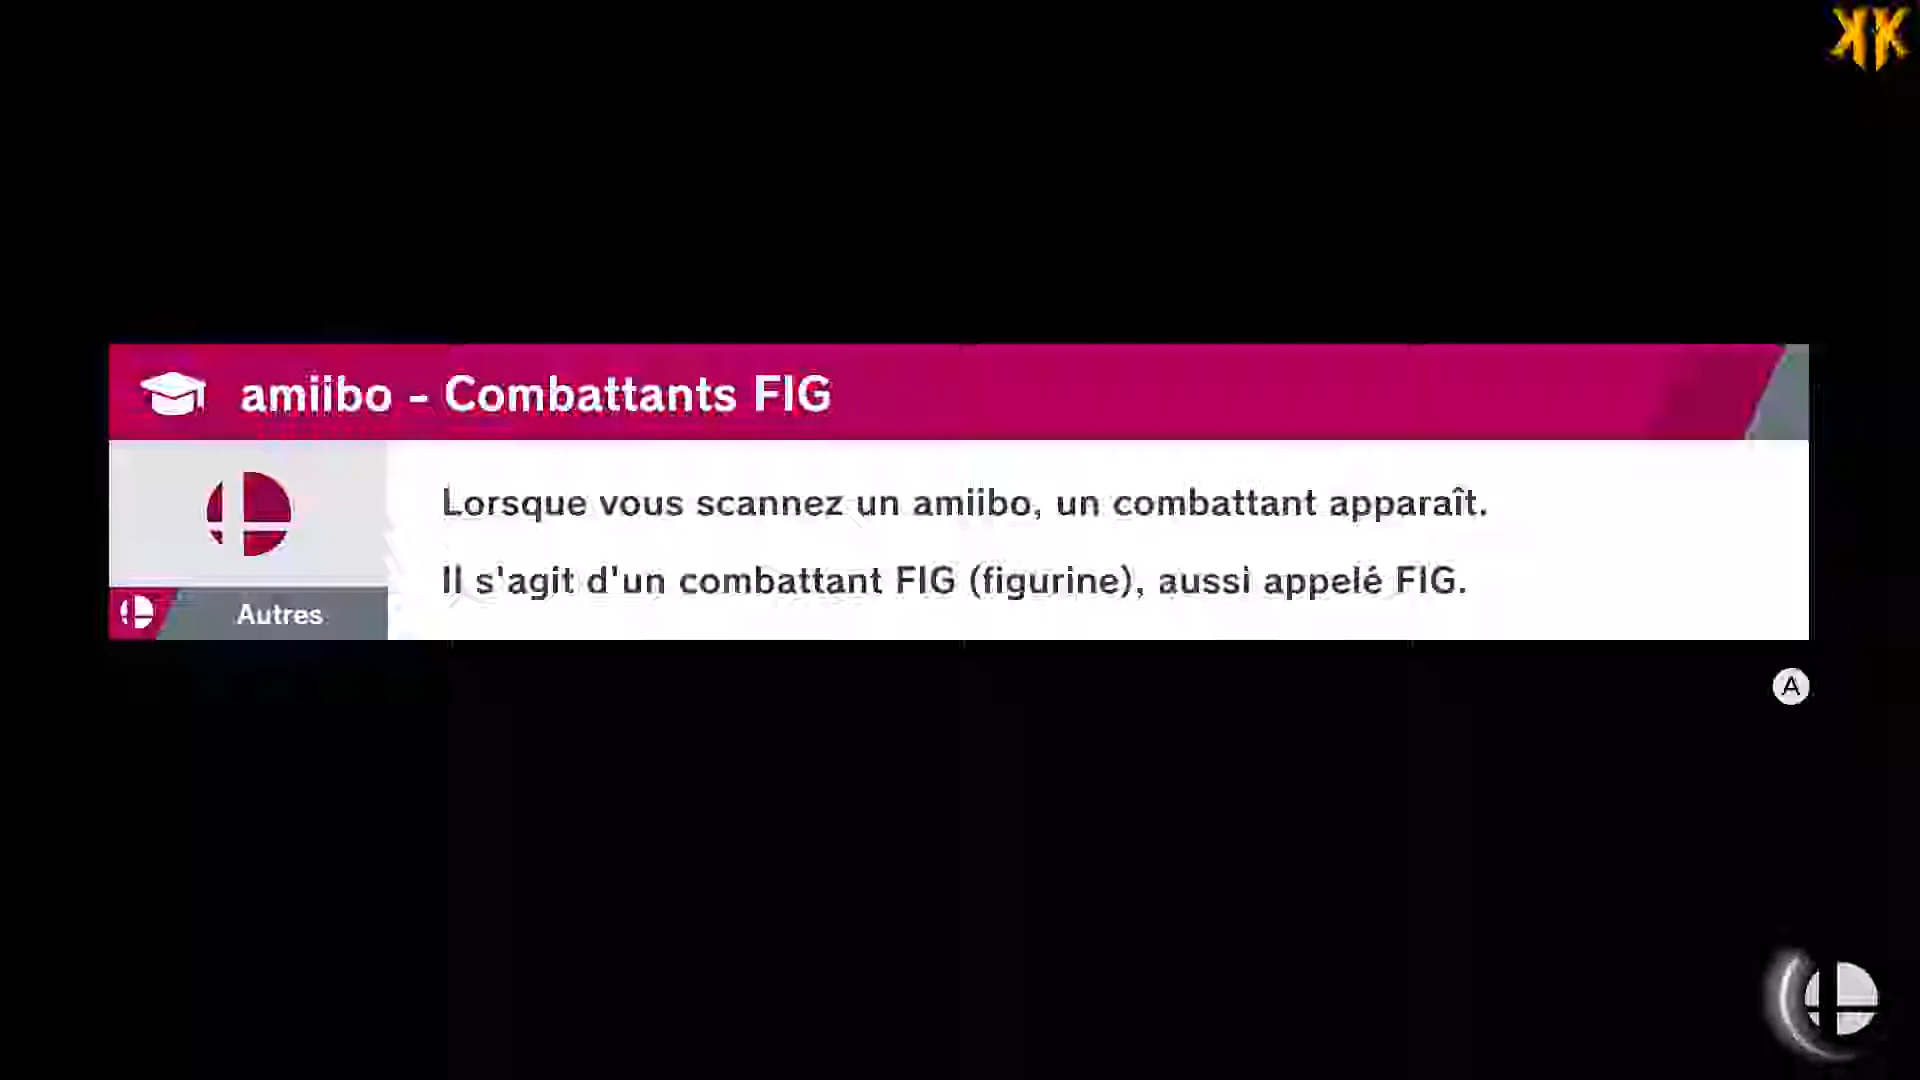 KK
amiibo - Combattants FIG
Lorsque vous scannez un amiibo, un combattant apparaît.
Il s'agit d'un combattant FIG (figurine), aussi appelé FIG.
Autres
A